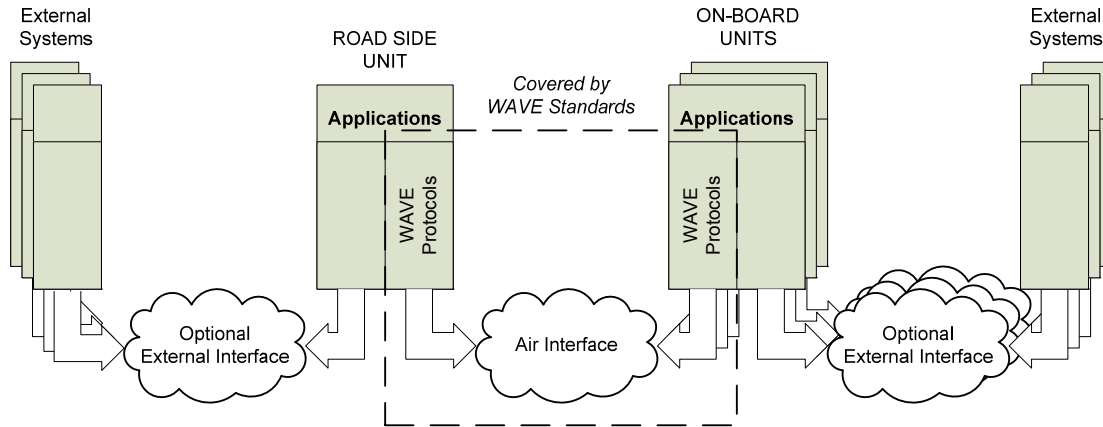 External
Systems
ROAD SIDE
UNIT
Covered by
WAVE Standards
ON-BOARD
UNITS
External
Systems
Applications
Applications
WAVE
Protocols
WAVE
Protocols
Optional
External Interface
Air Interface
Optional
External Interface